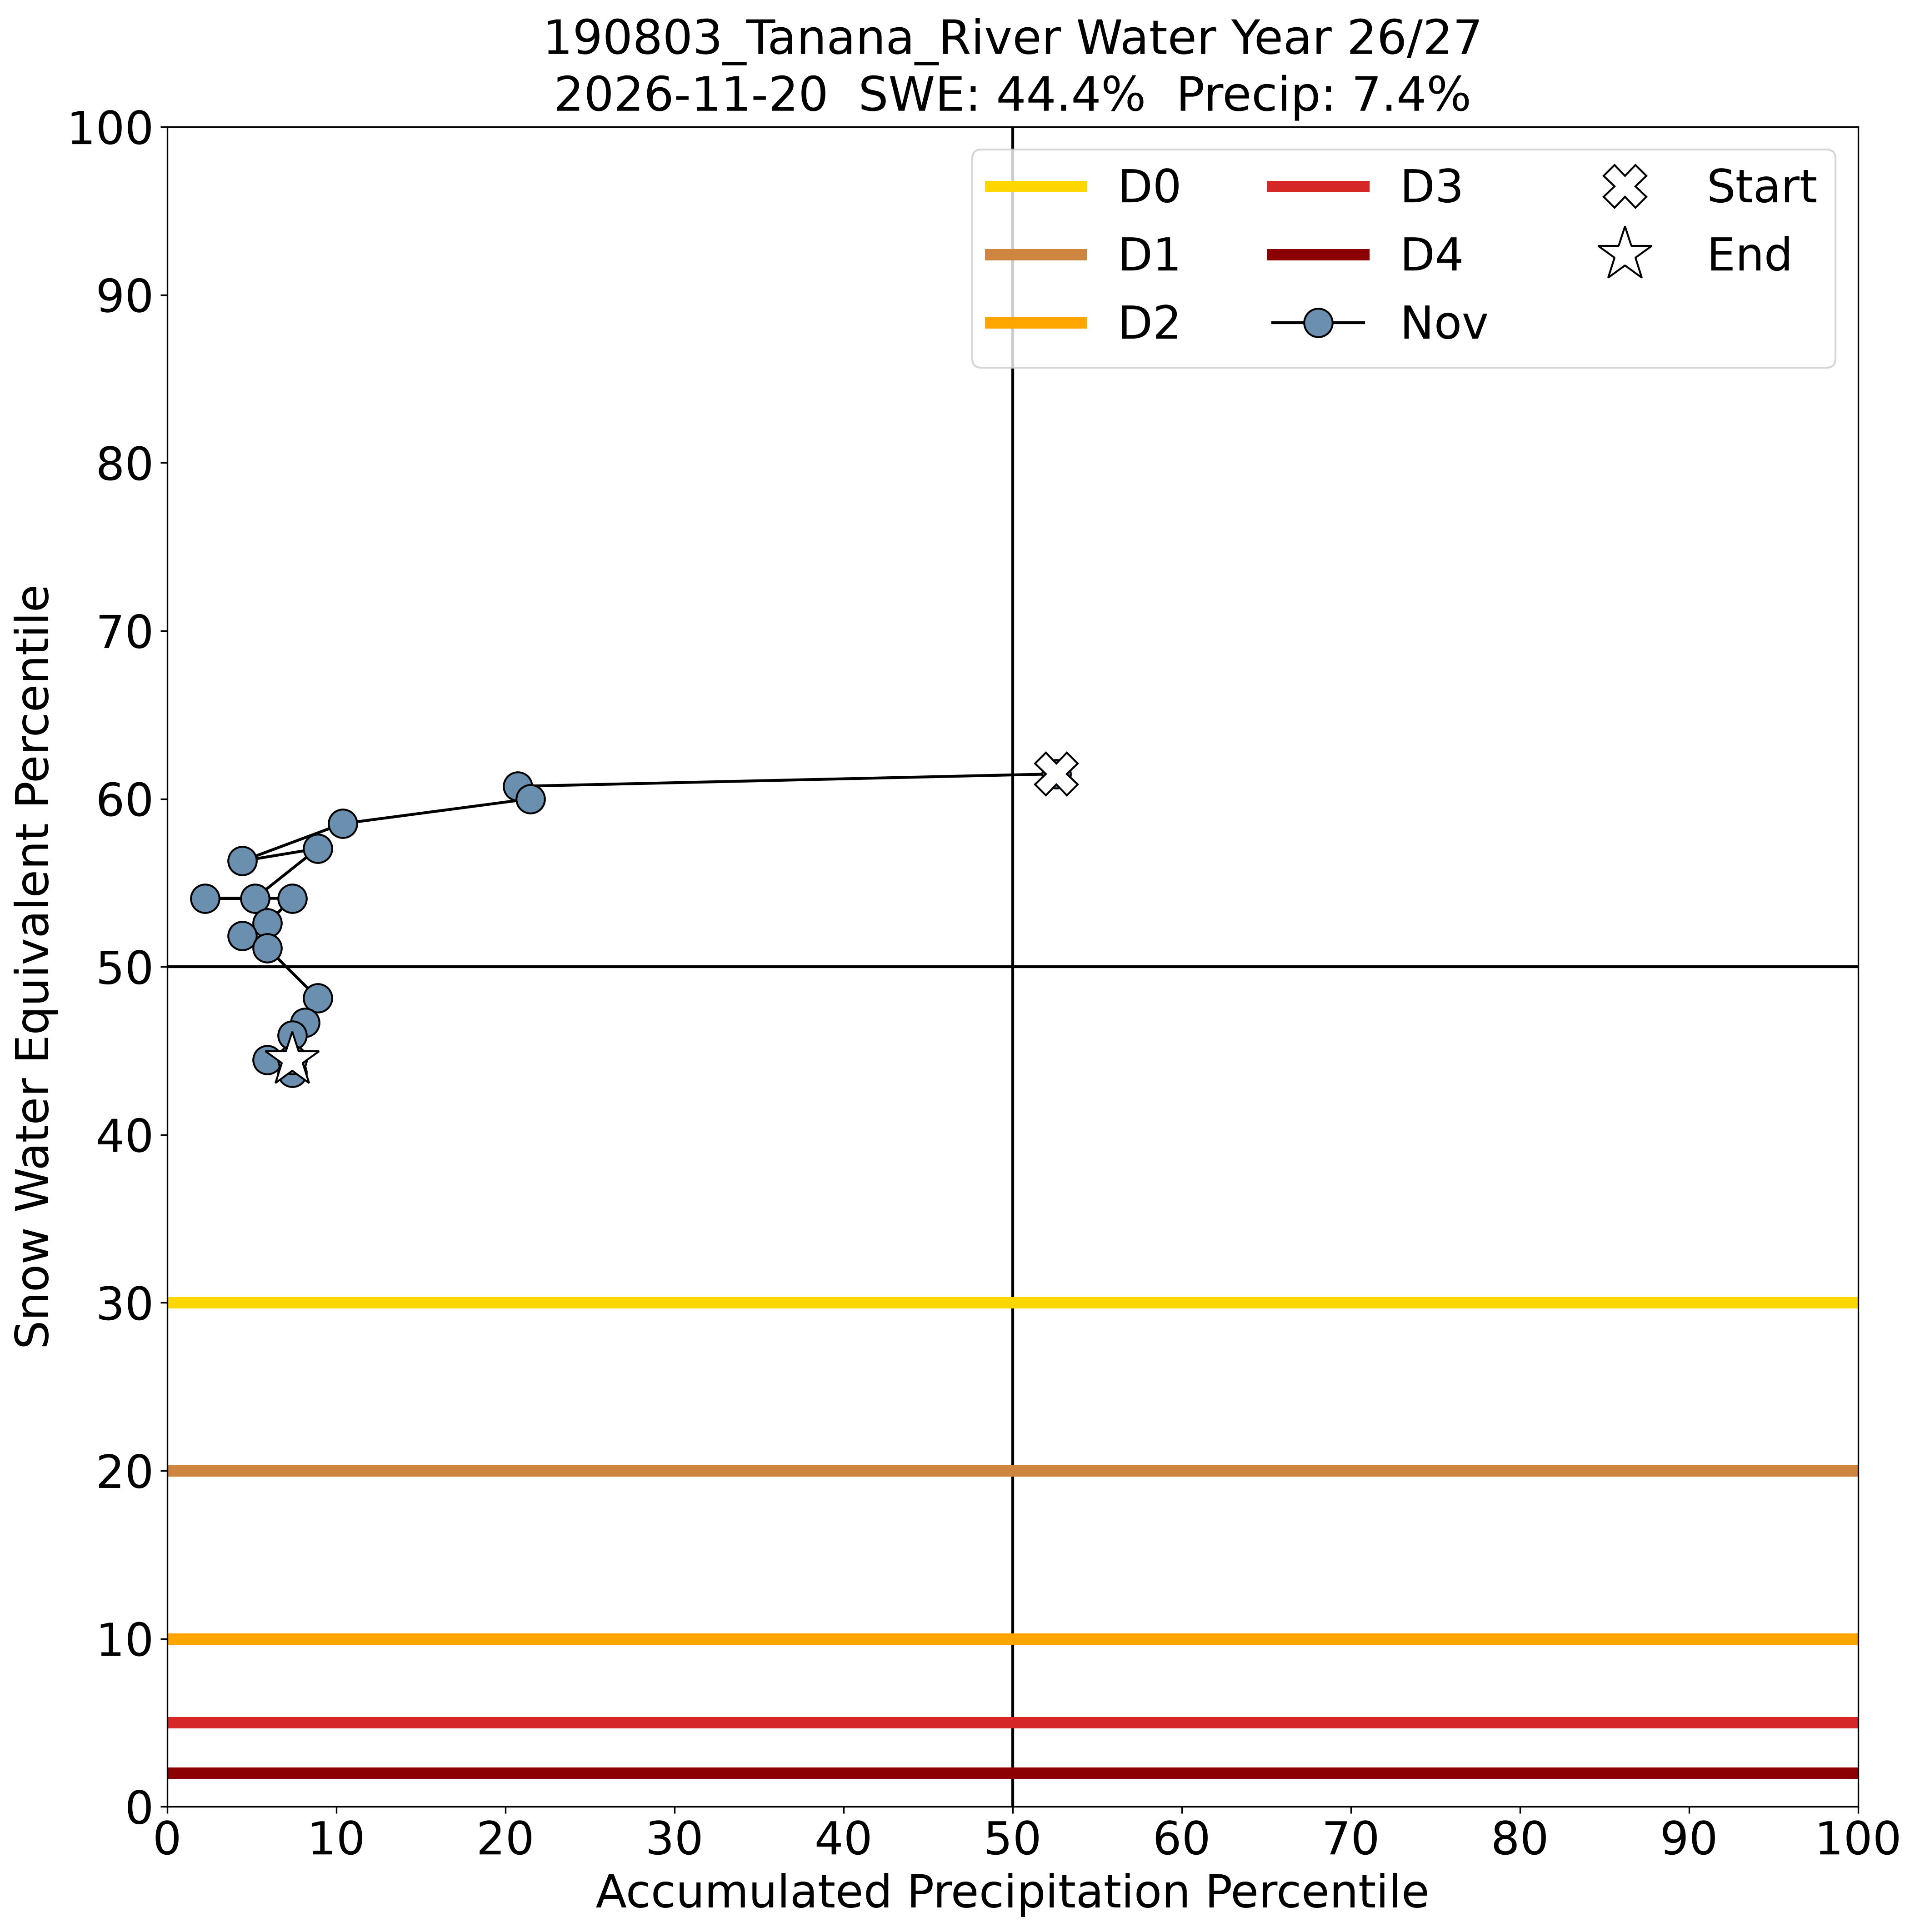 190803_Tanana_River Water Year 26/27
2026-11-20  SWE: 44.4%  Precip: 7.4%
100
90
80
70
60
50
40
30
20
10
0
Snow Water Equivalent Percentile
D0
D1
D2
D3
D4
Nov
Start
End
0 10 20 30 40 50 60 70 80 90 100
Accumulated Precipitation Percentile